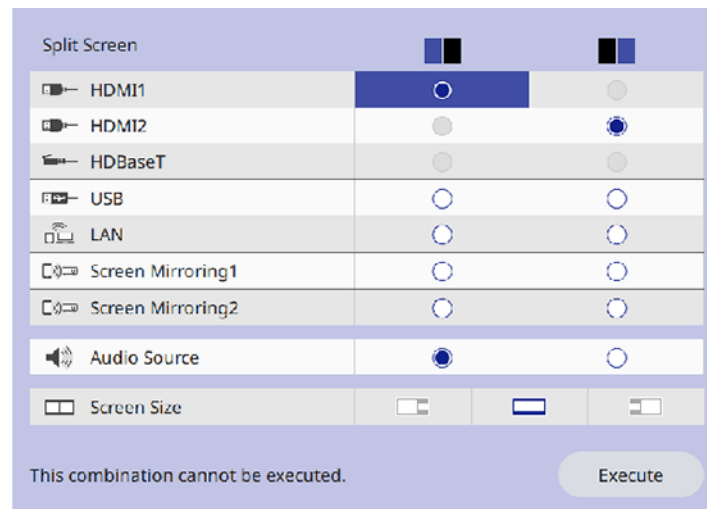 Split Screen
HDMI1
HDMI2
HDBaseT
USB
LAN
Screen Mirroring1
Screen Mirroring2
Audio Source
Screen Size
This combination cannot be executed.
Execute